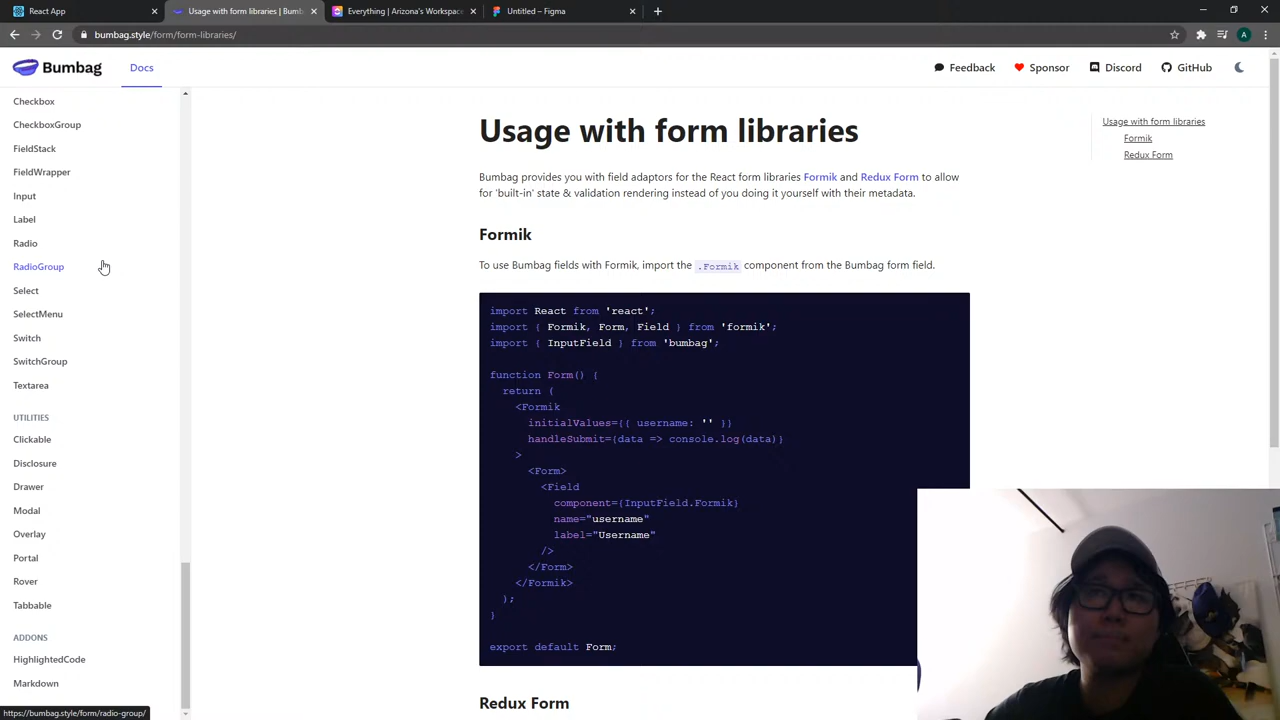 React App
Usage with form libraries | Bumb
Everything | Arizona's Workspace
Untitled – Figma
bumbag.style/form/form-libraries/
A
Bumbag
Docs
Feedback
Sponsor
Discord
GitHub
Checkbox
CheckboxGroup
FieldStack
FieldWrapper
Input
Label
Radio
RadioGroup
Select
SelectMenu
Switch
SwitchGroup
Textarea
UTILITIES
Clickable
Disclosure
Drawer
Modal
Overlay
Portal
Rover
Tabbable
ADDONS
HighlightedCode
Markdown
https://bumbag.style/form/radio-group/
Usage with form libraries
Bumbag provides you with field adaptors for the React form libraries Formik and Redux Form to allow
for 'built-in' state & validation rendering instead of you doing it yourself with their metadata.
Formik
To use Bumbag fields with Formik, import the .Formik component from the Bumbag form field.
import React from 'react';
import { Formik, Form, Field } from 'formik';
import { InputField } from 'bumbag';
function Form() {
return (
<Formik
initialValues={{ username: '' }}
handleSubmit={data => console.log(data)}
>
<Form>
<Field
component={InputField.Formik}
name="username"
label="Username"
/>
</Form>
</Formik>
);
}
export default Form;
Redux Form
Usage with form libraries
Formik
Redux Form